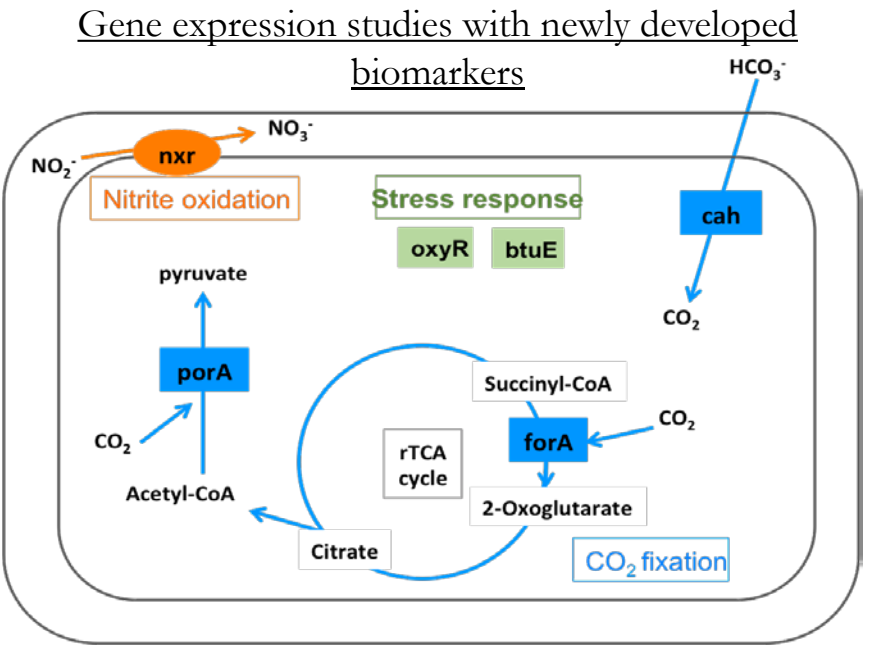 Gene expression studies with newly developed
biomarkers
HCO₃⁻
NO₂⁻
nxr
NO₃⁻
Nitrite oxidation
Stress response
oxyR
btuE
cah
CO₂
pyruvate
porA
CO₂
Acetyl-CoA
rTCA
cycle
Succinyl-CoA
forA
CO₂
2-Oxoglutarate
Citrate
CO₂ fixation